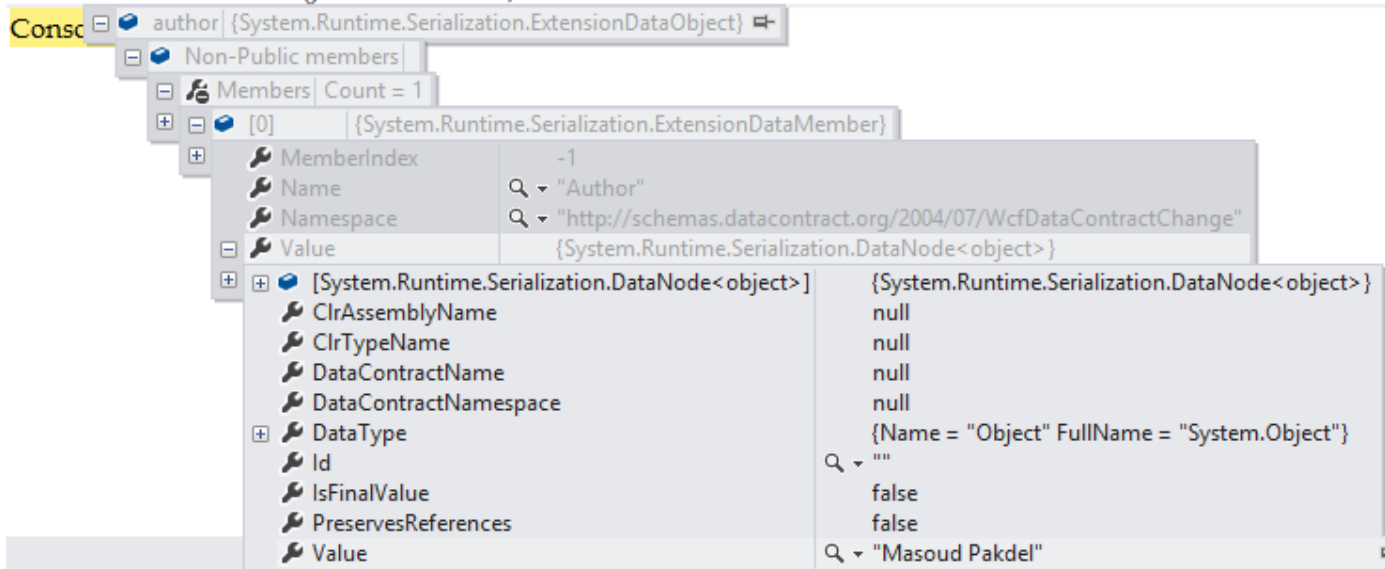 Consc author {System.Runtime.Serialization.ExtensionDataObject}
Non-Public members
Members Count = 1
[0] {System.Runtime.Serialization.ExtensionDataMember}
MemberIndex -1
Name "Author"
Namespace "http://schemas.datacontract.org/2004/07/WcfDataContractChange"
Value {System.Runtime.Serialization.DataNode<object>}
[System.Runtime.Serialization.DataNode<object>] {System.Runtime.Serialization.DataNode<object>}
ClrAssemblyName null
ClrTypeName null
DataContractName null
DataContractNamespace null
DataType {Name = "Object" FullName = "System.Object"}
Id ""
IsFinalValue false
PreservesReferences false
Value "Masoud Pakdel"